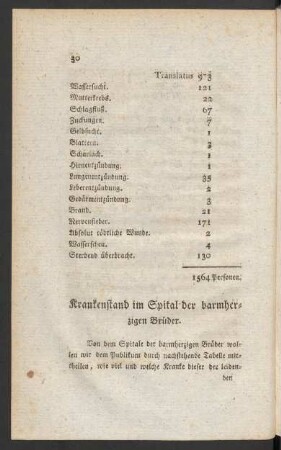 30
Translatus 973
Wassersucht. 121
Mutterkrebs. 22
Schlagfluß. 67
Zuckungen. 7
Gelbsucht. 1
Blattern. 3
Scharlach. 1
Hirnentzündung. 1
Lungenentzündung. 35
Leberentzündung. 2
Gedärmentzündung. 3
Brand. 21
Nervenfieber. 171
Absolut tödtliche Wunde. 2
Wasserscheu. 4
Sterbend überbracht. 130
1564 Personen.
Krankenstand im Spital der barmher-
zigen Brüder.
Von dem Spitale der barmherzigen Brüder wol-
len wir dem Publikum durch nachstehende Tabelle mit-
theilen, wie viel und welche Kranke dieser der leiden-
den